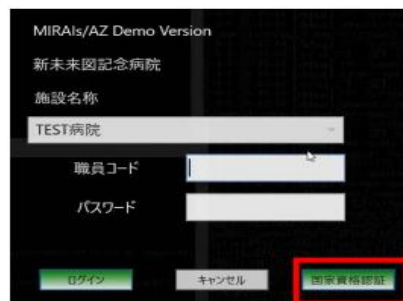 MIRAIs/AZ Demo Version
新未来図記念病院
施設名称
TEST病院
職員コード
パスワード
ログイン
キャンセル
国家資格認証